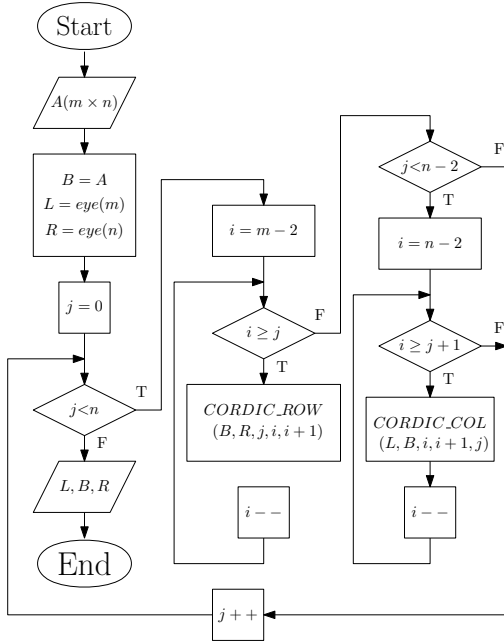 Start
A(m × n)
B = A
L = eye(m)
R = eye(n)
j = 0
j<n
T
F
L, B, R
End
i = m − 2
i ≥ j
F
T
CORDIC_ROW
(B, R, j, i, i + 1)
i − −
j<n − 2
F
T
i = n − 2
i ≥ j + 1
F
T
CORDIC_COL
(L, B, i, i + 1, j)
i − −
j + +